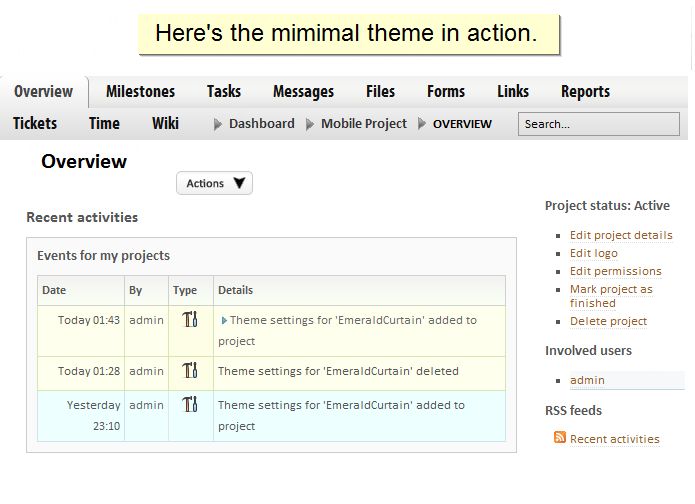 Here's the mimimal theme in action.
Overview Milestones Tasks Messages Files Forms Links Reports
Tickets Time Wiki Dashboard Mobile Project OVERVIEW Search...
Overview
Actions
Recent activities
Events for my projects
Date By Type Details
Today 01:43 admin Theme settings for 'EmeraldCurtain' added to
project
Today 01:28 admin Theme settings for 'EmeraldCurtain' deleted
Yesterday admin Theme settings for 'EmeraldCurtain' added to
23:10 project
Project status: Active
Edit project details
Edit logo
Edit permissions
Mark project as
finished
Delete project
Involved users
admin
RSS feeds
Recent activities